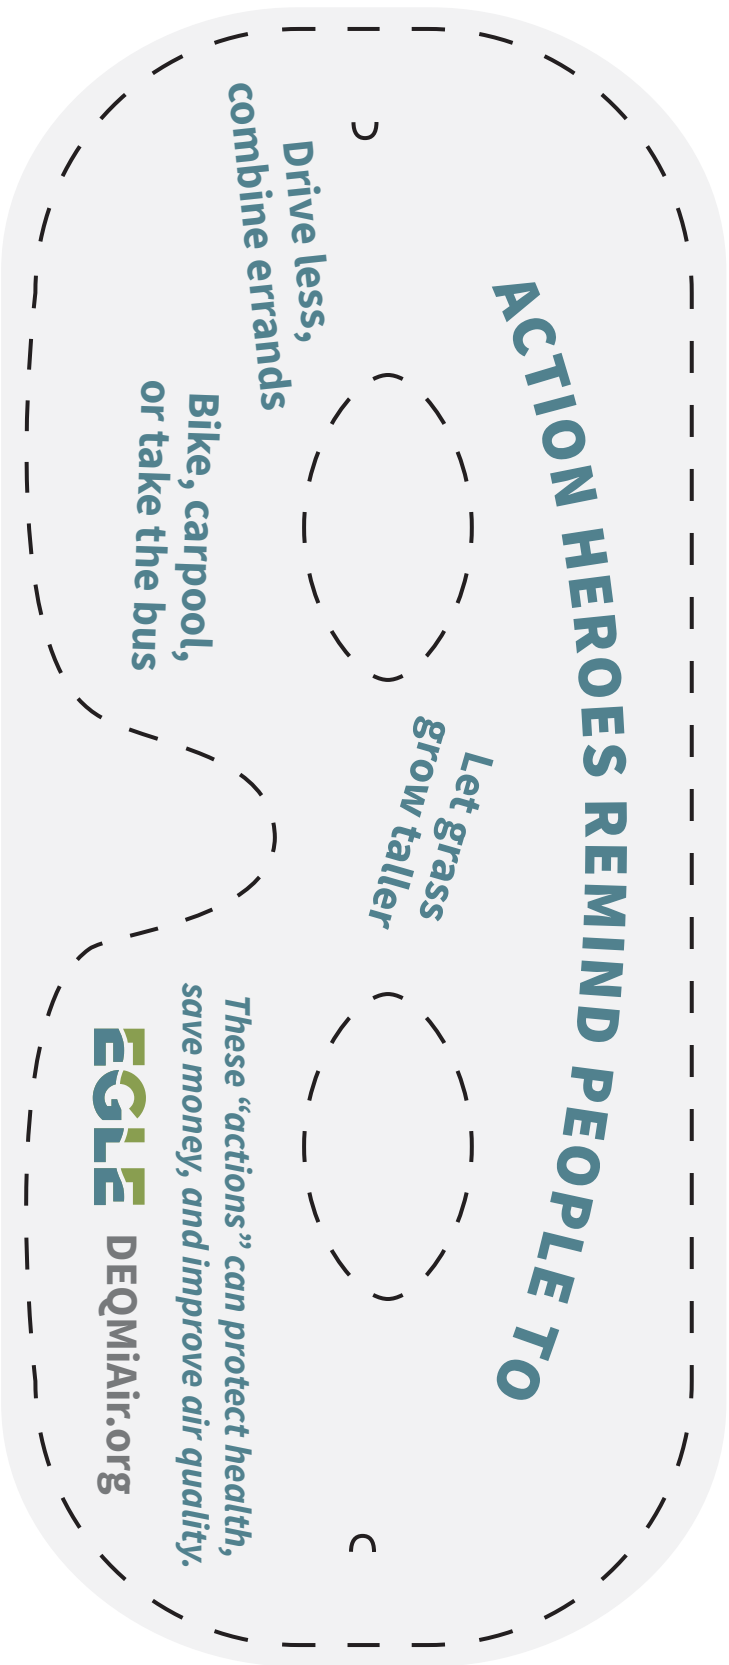 ACTION HEROES REMIND PEOPLE TO
Drive less,
combine errands
Bike, carpool,
or take the bus
Let grass
grow taller
These “actions” can protect health,
save money, and improve air quality.
EGLE
DEQMiAir.org